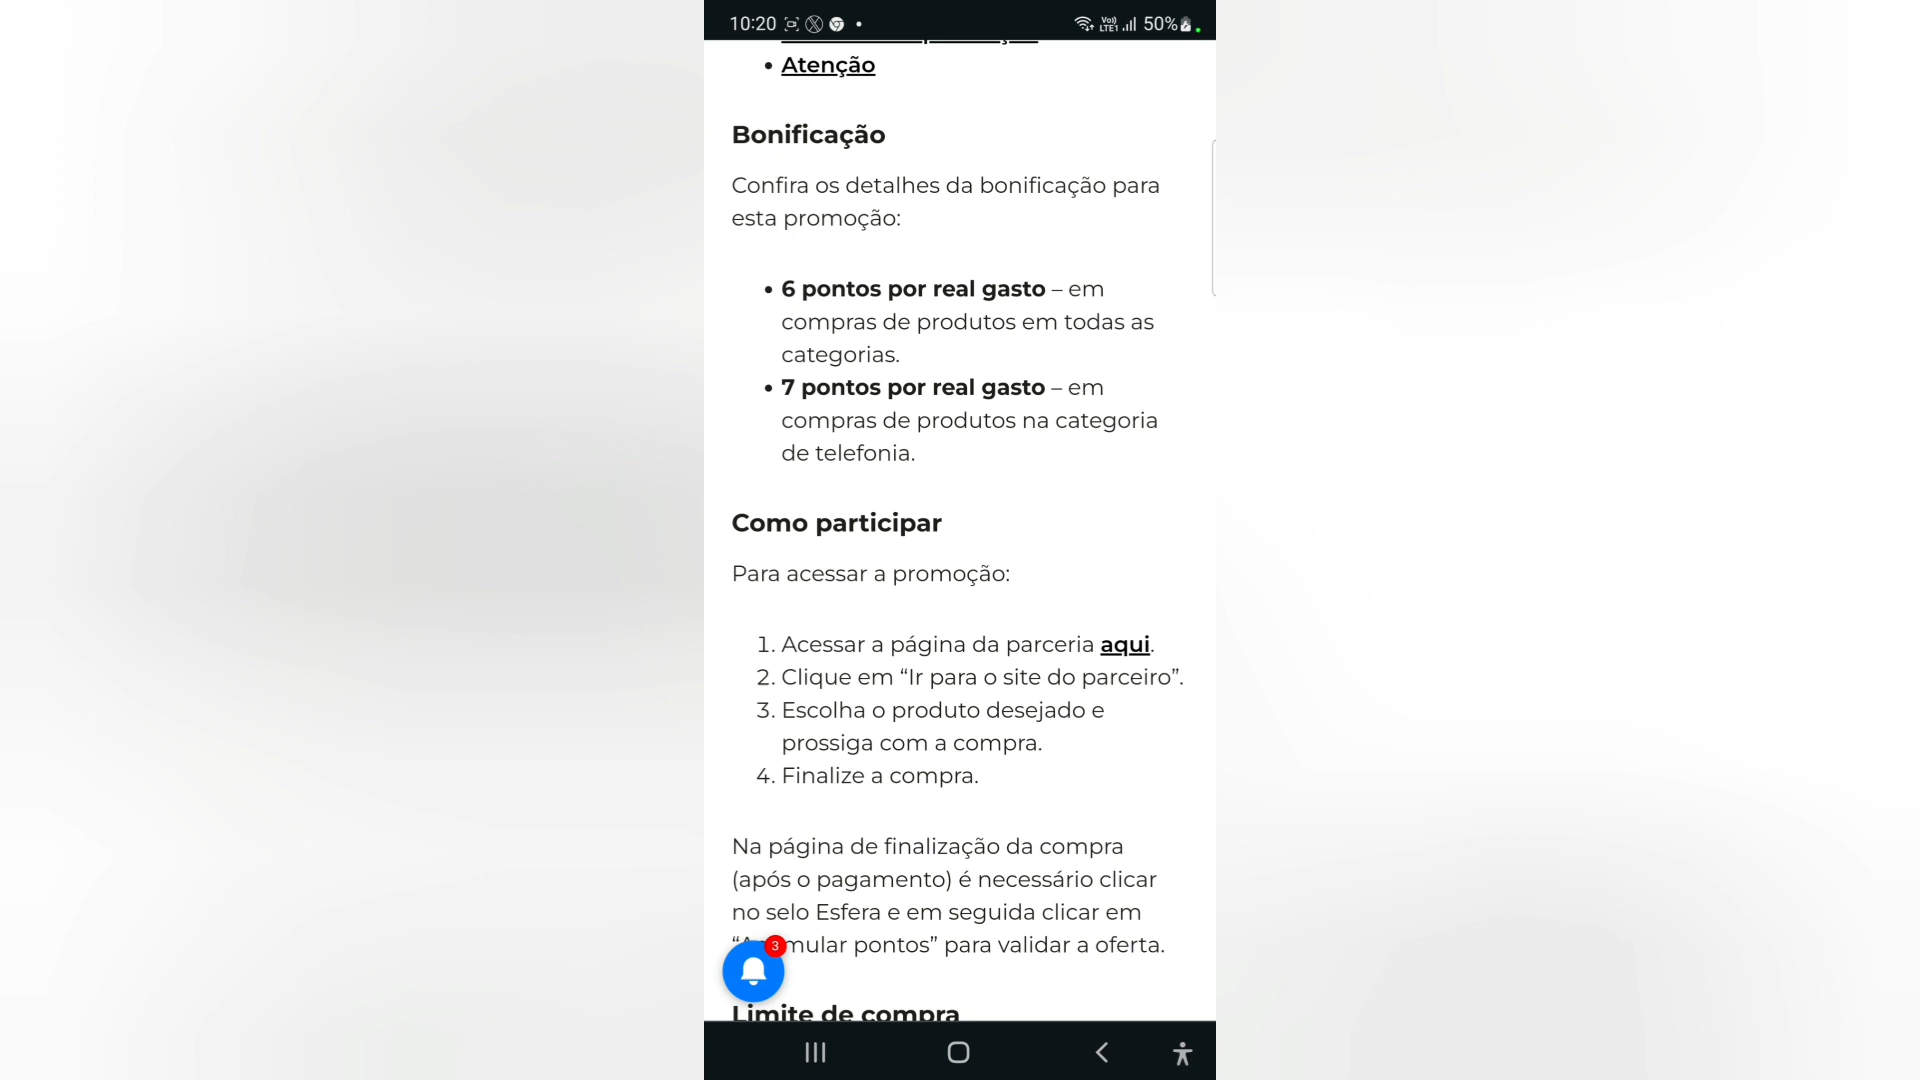 10:20
Vo))
LTE1
50%
Atenção
Bonificação
Confira os detalhes da bonificação para
esta promoção:
• 6 pontos por real gasto – em
compras de produtos em todas as
categorias.
• 7 pontos por real gasto – em
compras de produtos na categoria
de telefonia.
Como participar
Para acessar a promoção:
1. Acessar a página da parceria aqui.
2. Clique em “Ir para o site do parceiro”.
3. Escolha o produto desejado e
prossiga com a compra.
4. Finalize a compra.
Na página de finalização da compra
(após o pagamento) é necessário clicar
no selo Esfera e em seguida clicar em
pontos” para validar a oferta.
3
Limite de compra